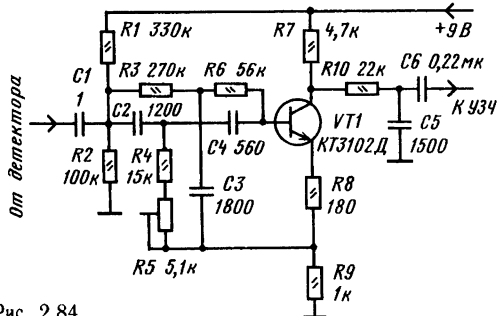 R1 330к
R7
4,7к
+9 В
R3 270к
R6 56к
R10 22к
C6 0,22 мк
C1
1
C2
1200
VT1
К УЗЧ
КТ3102Д
C4 560
C5
1500
От детектора
R2
100к
R4
15к
C3
1800
R8
180
R5 5,1к
R9
1к
Рис. 2.84